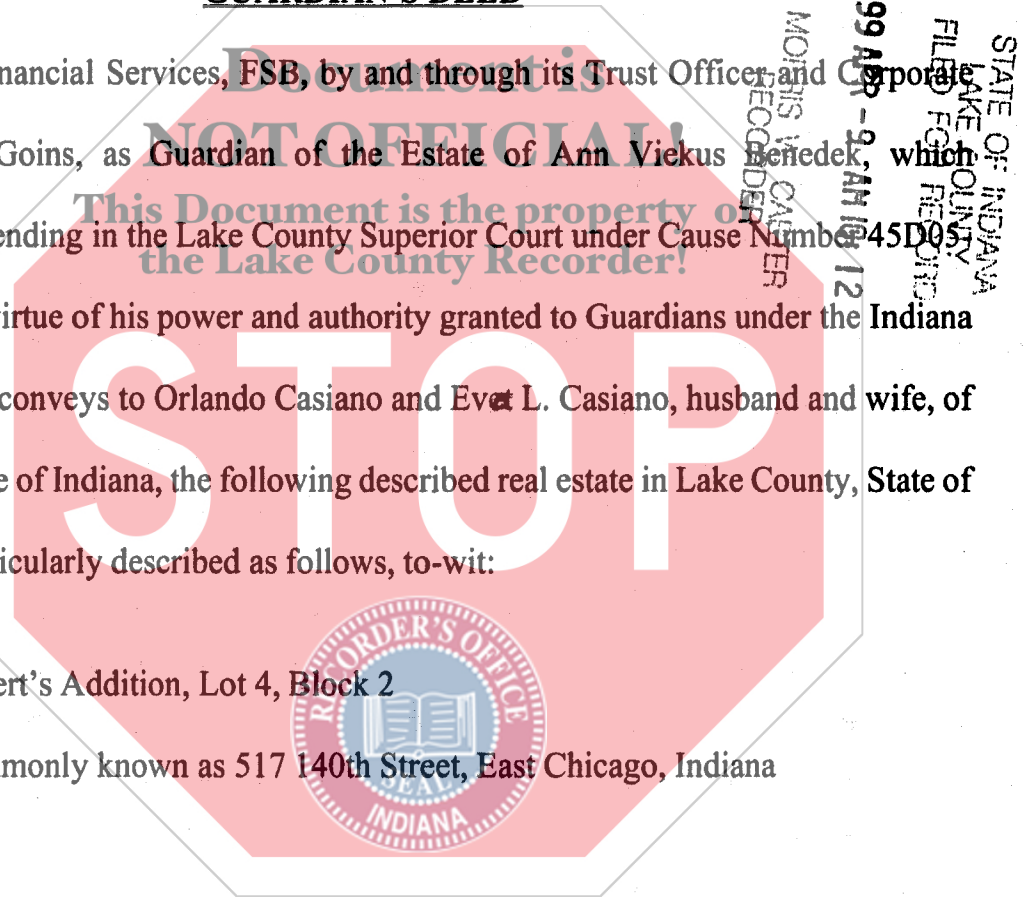 GUARDIAN'S DEED
nancial Services, FSB, by and through its Trust Officer and Corporate
Goins, as Guardian of the Estate of Ann Viekus Benedek, which
ending in the Lake County Superior Court under Cause Number 45D05-
virtue of his power and authority granted to Guardians under the Indiana
conveys to Orlando Casiano and Evet L. Casiano, husband and wife, of
e of Indiana, the following described real estate in Lake County, State of
icularly described as follows, to-wit:
ert's Addition, Lot 4, Block 2
mmonly known as 517 140th Street, East Chicago, Indiana
Document is
NOT OFFICIAL!
This Document is the property of
the Lake County Recorder!
STOP
RECORDER'S OFFICE
SEAL
INDIANA
STATE OF INDIANA
LAKE COUNTY
FILED FOR RECORD
99 - 9 AM 12
MORRIS W. CARTER
RECORDER